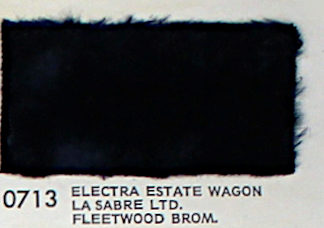 0713 ELECTRA ESTATE WAGON
LA SABRE LTD.
FLEETWOOD BROM.